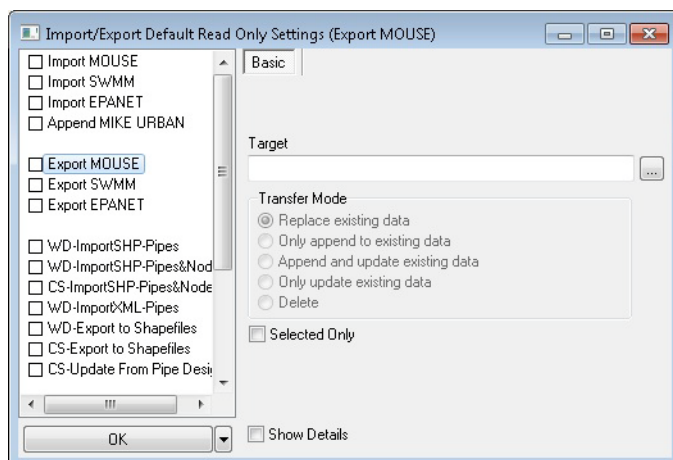 Import/Export Default Read Only Settings (Export MOUSE)
Import MOUSE
Import SWMM
Import EPANET
Append MIKE URBAN
Export MOUSE
Export SWMM
Export EPANET
WD-ImportSHP-Pipes
WD-ImportSHP-Pipes&Nod
CS-ImportSHP-Pipes&Node
WD-ImportXML-Pipes
WD-Export to Shapefiles
CS-Export to Shapefiles
CS-Update From Pipe Desi
OK
Basic
Target
...
Transfer Mode
Replace existing data
Only append to existing data
Append and update existing data
Only update existing data
Delete
Selected Only
Show Details